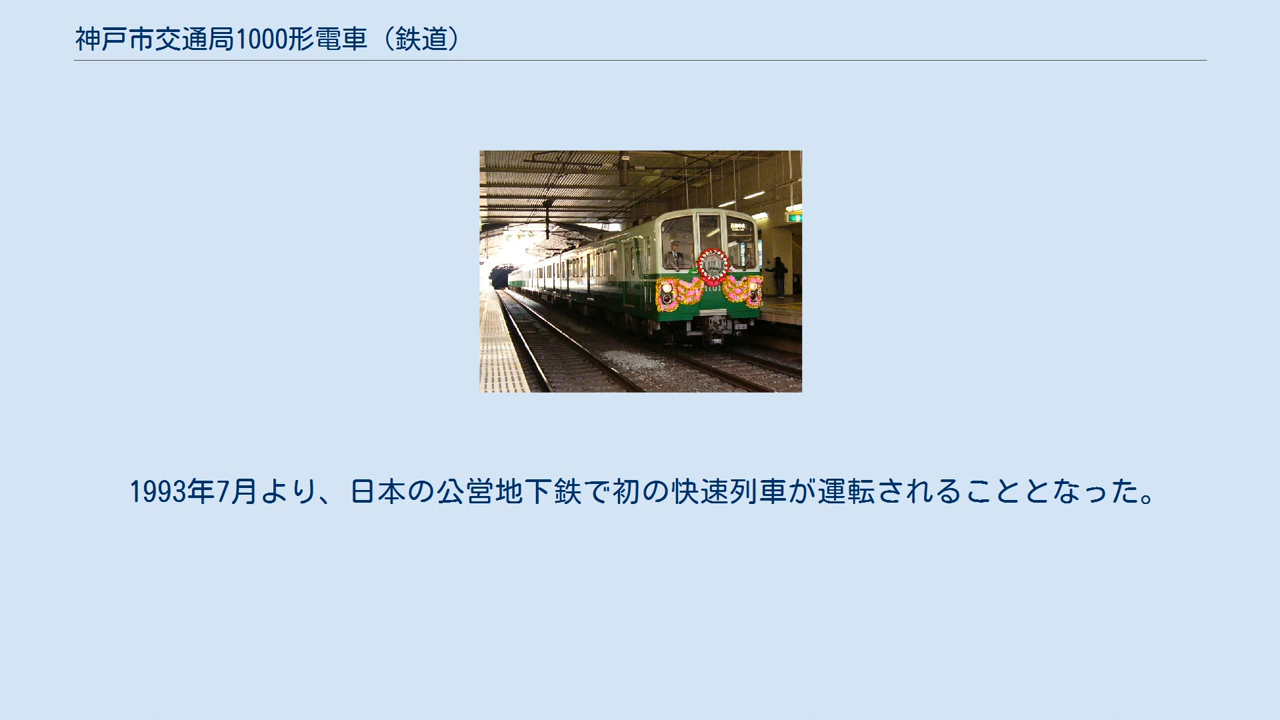 神戸市交通局1000形電車（鉄道）
1993年7月より、日本の公営地下鉄で初の快速列車が運転されることとなった。